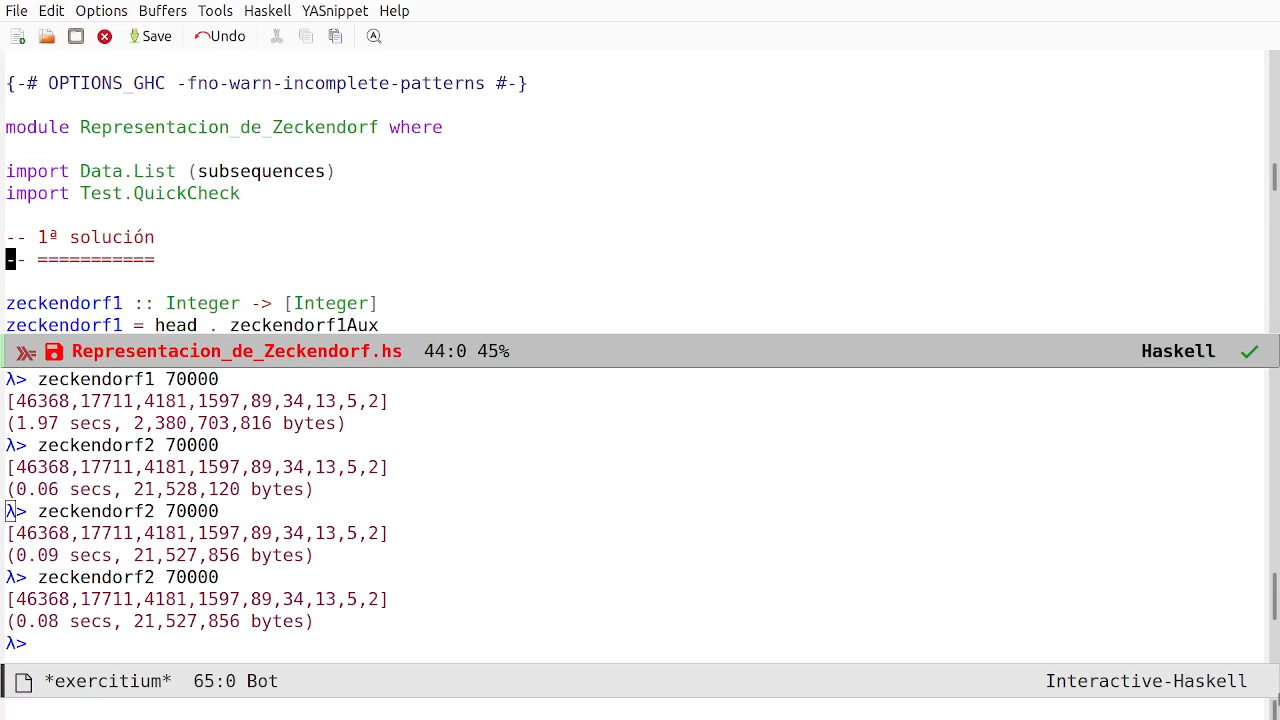 File Edit Options Buffers Tools Haskell YASnippet Help
Save Undo
{-# OPTIONS_GHC -fno-warn-incomplete-patterns #-}
module Representacion_de_Zeckendorf where
import Data.List (subsequences)
import Test.QuickCheck
-- 1ª solución
-- ===========
zeckendorf1 :: Integer -> [Integer]
zeckendorf1 = head . zeckendorf1Aux
Representacion_de_Zeckendorf.hs 44:0 45% Haskell
λ> zeckendorf1 70000
[46368,17711,4181,1597,89,34,13,5,2]
(1.97 secs, 2,380,703,816 bytes)
λ> zeckendorf2 70000
[46368,17711,4181,1597,89,34,13,5,2]
(0.06 secs, 21,528,120 bytes)
λ> zeckendorf2 70000
[46368,17711,4181,1597,89,34,13,5,2]
(0.09 secs, 21,527,856 bytes)
λ> zeckendorf2 70000
[46368,17711,4181,1597,89,34,13,5,2]
(0.08 secs, 21,527,856 bytes)
λ>
*exercitium* 65:0 Bot Interactive-Haskell